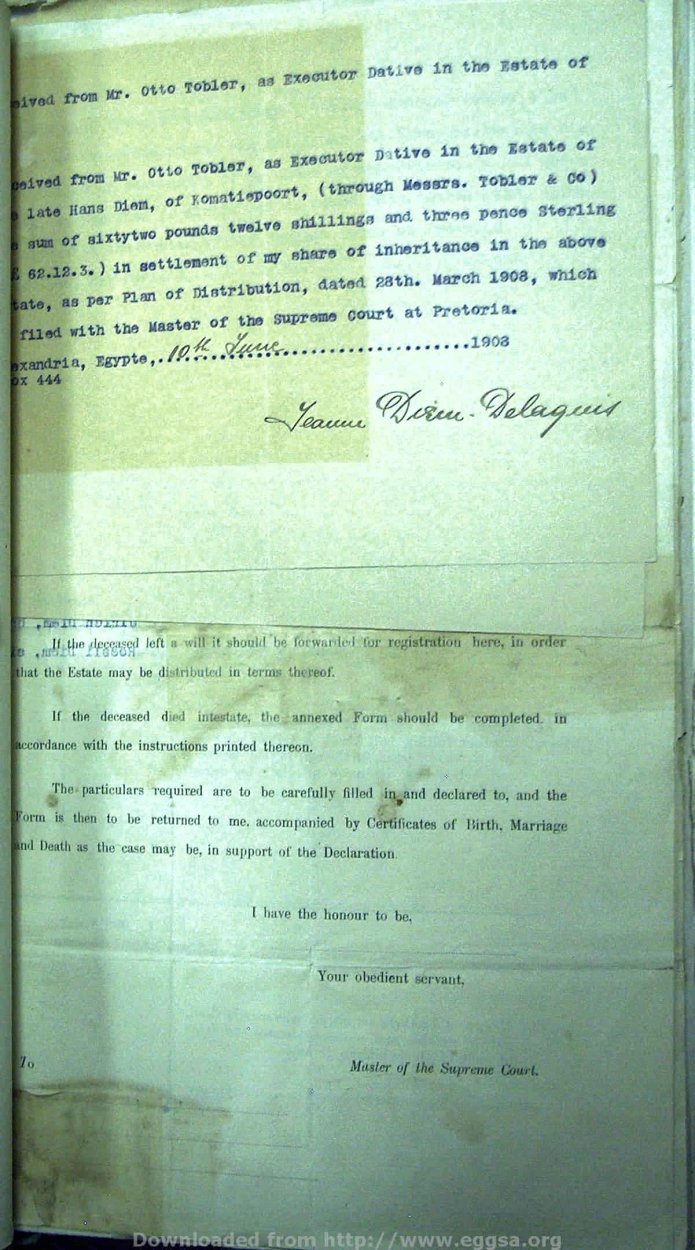 eived from Mr. Otto Tobler, as Executor Dative in the Estate of
ceived from Mr. Otto Tobler, as Executor Dative in the Estate of
late Hans Diem, of Komatiepoort, (through Messrs. Tobler & Co)
sum of sixtytwo pounds twelve shillings and three pence Sterling
£ 62.12.3.) in settlement of my share of inheritance in the above
tate, as per Plan of Distribution, dated 28th. March 1908, which
filed with the Master of the Supreme Court at Pretoria.
exandria, Egypte,. 10th June ..................1908
ox 444
Jeanne Diem-Delaquis
If the deceased left a will it should be forwarded for registration here, in order
that the Estate may be distributed in terms thereof.
If the deceased died intestate, the annexed Form should be completed. in
accordance with the instructions printed thereon.
The particulars required are to be carefully filled in and declared to, and the
Form is then to be returned to me, accompanied by Certificates of Birth, Marriage
and Death as the case may be, in support of the Declaration.
I have the honour to be,
Your obedient servant,
To
Master of the Supreme Court.
Downloaded from http://www.eggsa.org